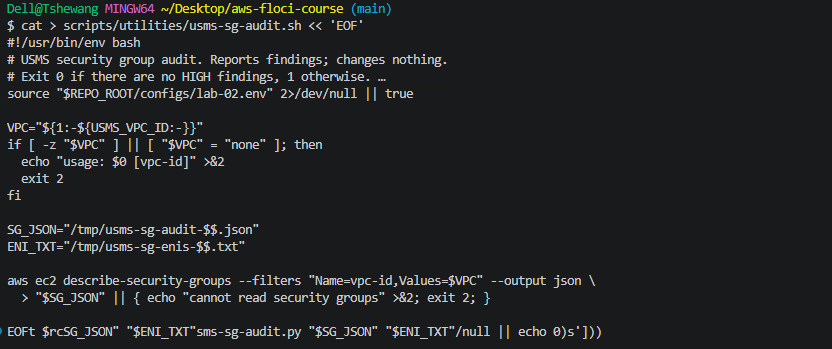 Dell@Tshewang MINGW64 ~/Desktop/aws-floci-course (main)
$ cat > scripts/utilities/usms-sg-audit.sh << 'EOF'
#!/usr/bin/env bash
# USMS security group audit. Reports findings; changes nothing.
# Exit 0 if there are no HIGH findings, 1 otherwise. …
source "$REPO_ROOT/configs/lab-02.env" 2>/dev/null || true
VPC="${1:-${USMS_VPC_ID:-}}"
if [ -z "$VPC" ] || [ "$VPC" = "none" ]; then
  echo "usage: $0 [vpc-id]" >&2
  exit 2
fi
SG_JSON="/tmp/usms-sg-audit-$$.json"
ENI_TXT="/tmp/usms-sg-enis-$$.txt"
aws ec2 describe-security-groups --filters "Name=vpc-id,Values=$VPC" --output json \
  > "$SG_JSON" || { echo "cannot read security groups" >&2; exit 2; }
EOFt $rcSG_JSON" "$ENI_TXT"sms-sg-audit.py "$SG_JSON" "$ENI_TXT"/null || echo 0)s']))